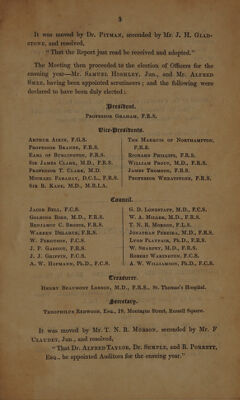 3
It was moved by Dr. PITMAN, seconded by Mr. J. H. GLAD-
STONE, and resolved,
"That the Report just read be received and adopted."
The Meeting then proceeded to the election of Officers for the
ensuing year—Mr. SAMUEL HIGHLEY, Jun., and Mr. ALFRED
SMEE, having been appointed scrutineers; and the following were
declared to have been duly elected:
President.
PROFESSOR GRAHAM, F.R.S.
Vice-Presidents.
ARTHUR AIKIN, F.G.S.
PROFESSOR BRANDE, F.R.S.
EARL OF BURLINGTON, F.R.S.
SIR JAMES CLARK, M.D., F.R.S.
PROFESSOR T. CLARK, M.D.
MICHAEL FARADAY, D.C.L., F.R.S.
SIR R. KANE, M.D., M.R.I.A.
THE MARQUIS OF NORTHAMPTON,
F.R.S.
RICHARD PHILLIPS, F.R.S.
WILLIAM PROUT, M.D., F.R.S.
JAMES THOMSON, F.R.S.
PROFESSOR WHEATSTONE, F.R.S.
Council.
JACOB BELL, F.C.S.
GOLDING BIRD, M.D., F.R.S.
BENJAMIN C. BRODIE, F.R.S.
WARREN DELARUE, F.R.S.
W. FERGUSON, F.C.S.
J. P. GASSIOT, F.R.S.
J. J. GRIFFIN, F.C.S.
A. W. HOFMANN, Ph.D., F.C.S.
G. D. LONGSTAFF, M.D., F.C.S.
W. A. MILLER, M.D., F.R.S.
T. N. R. MORSON, F.L.S.
JONATHAN PEREIRA, M.D., F.R.S.
LYON PLAYFAIR, Ph.D., F.R.S.
W. SHARPEY, M.D., F.R.S.
ROBERT WARINGTON, F.C.S.
A. W. WILLIAMSON, Ph.D., F.C.S.
Treasurer.
HENRY BEAUMONT LEESON, M.D., F.R.S., St. Thomas's Hospital.
Secretary.
THEOPHILUS REDWOOD, Esq., 19, Montague Street, Russell Square.
It was moved by Mr. T. N. R. MORSON, seconded by Mr. F
CLAUDET, Jun., and resolved,
"That Dr. ALFRED TAYLOR, Dr. SEMPLE, and R. PORRETT,
Esq., be appointed Auditors for the ensuing year."